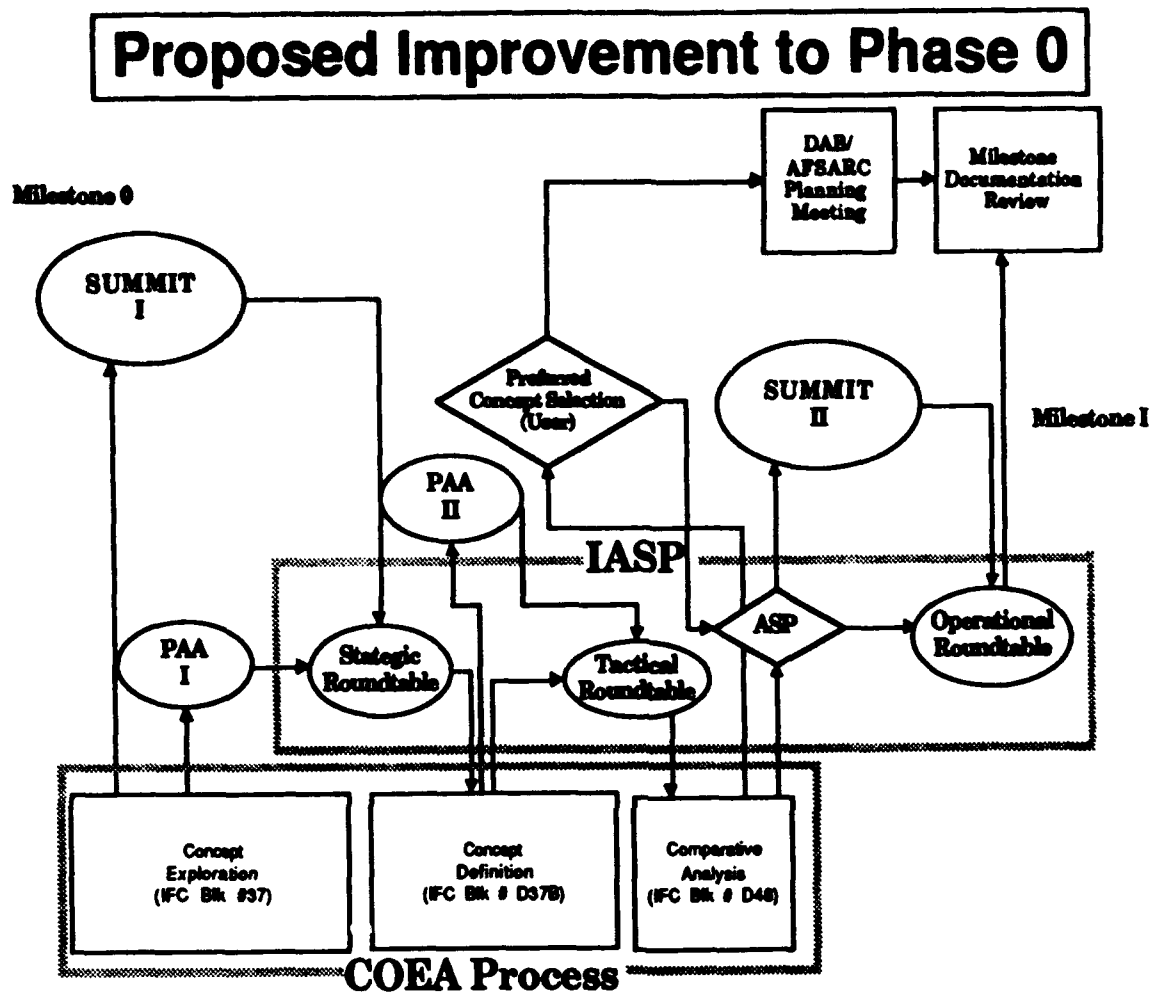 Proposed Improvement to Phase 0
DAB/
AFSARC
Planning
Meeting
Milestone
Documentation
Review
Milestone 0
SUMMIT
I
Preferred
Concept Selection
(User)
SUMMIT
II
Milestone I
PAA
II
IASP
PAA
I
Stategic
Roundtable
Tactical
Roundtable
ASP
Operational
Roundtable
Concept
Exploration
(IFC Blk #37)
Concept
Definition
(IFC Blk # D37B)
Comparative
Analysis
(IFC Blk # D46)
COEA Process